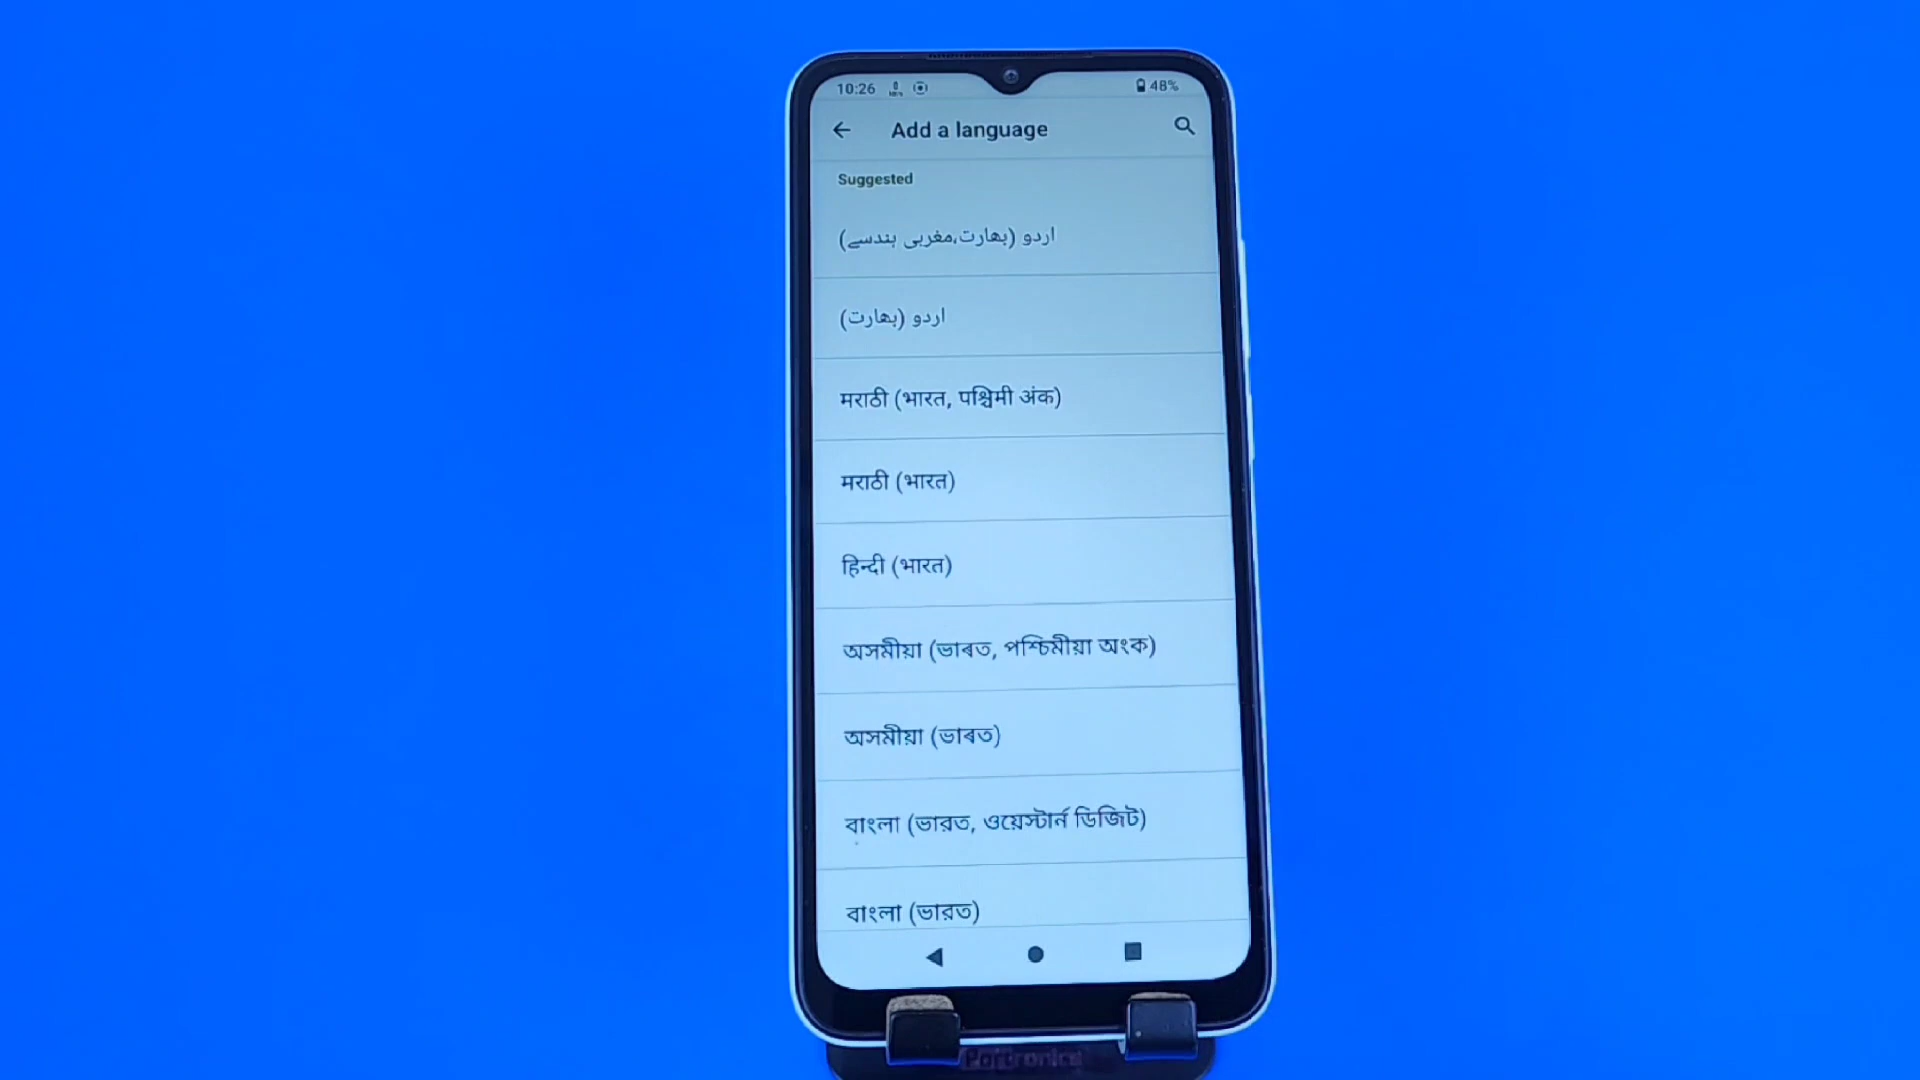 10:26 48%
Add a language
Suggested
اردو (بھارت،مغربی ہندسے)
اردو (بھارت)
मराठी (भारत, पश्चिमी अंक)
मराठी (भारत)
हिन्दी (भारत)
অসমীয়া (ভাৰত, পশ্চিমীয়া অংক)
অসমীয়া (ভাৰত)
বাংলা (ভারত, ওয়েস্টার্ন ডিজিট)
বাংলা (ভারত)
Portronics